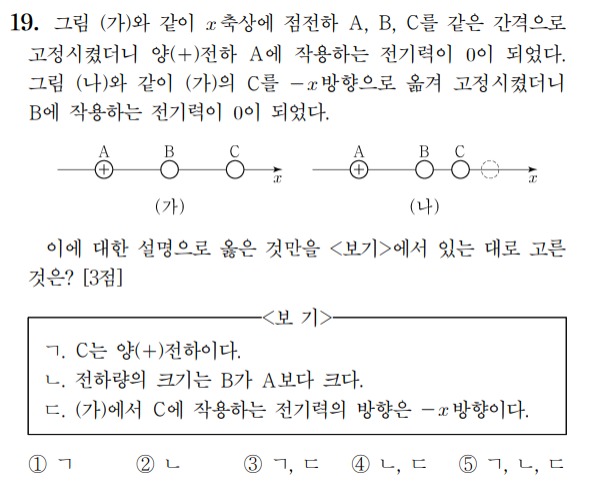 19. 그림 (가)와 같이 x축상에 점전하 A, B, C를 같은 간격으로
고정시켰더니 양(+)전하 A에 작용하는 전기력이 0이 되었다.
그림 (나)와 같이 (가)의 C를 -x방향으로 옮겨 고정시켰더니
B에 작용하는 전기력이 0이 되었다.
A B C A B C
+ x + x
(가) (나)
이에 대한 설명으로 옳은 것만을 <보기>에서 있는 대로 고른
것은? [3점]
<보 기>
ㄱ. C는 양(+)전하이다.
ㄴ. 전하량의 크기는 B가 A보다 크다.
ㄷ. (가)에서 C에 작용하는 전기력의 방향은 -x방향이다.
① ㄱ ② ㄴ ③ ㄱ, ㄷ ④ ㄴ, ㄷ ⑤ ㄱ, ㄴ, ㄷ